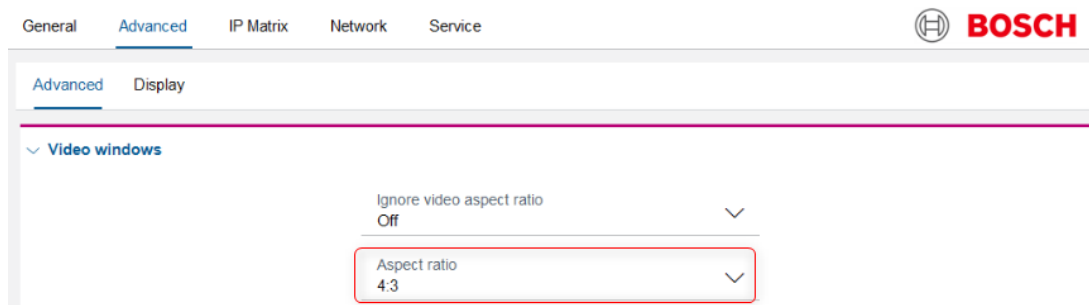 General Advanced IP Matrix Network Service BOSCH
Advanced Display
Video windows
Ignore video aspect ratio
Off
Aspect ratio
4:3